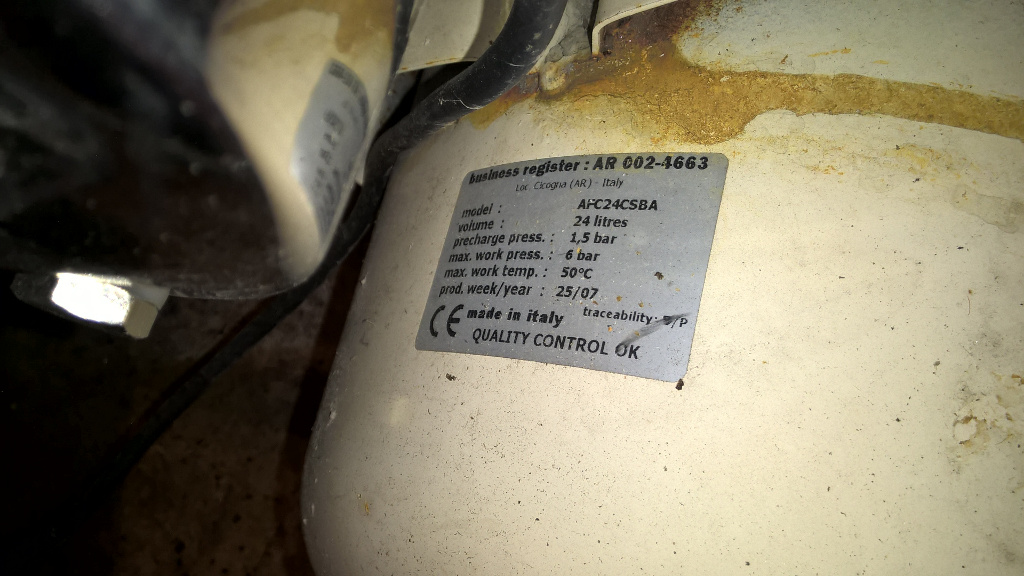 business register : AR 002-4663
Loc. Cicogna (AR) - Italy
model : AFC24CSBA
volume : 24 litres
precharge press. : 1,5 bar
max. work press. : 6 bar
max. work temp. : 50°C
prod. week/year : 25/07
CE made in italy traceability: /P
QUALITY CONTROL OK